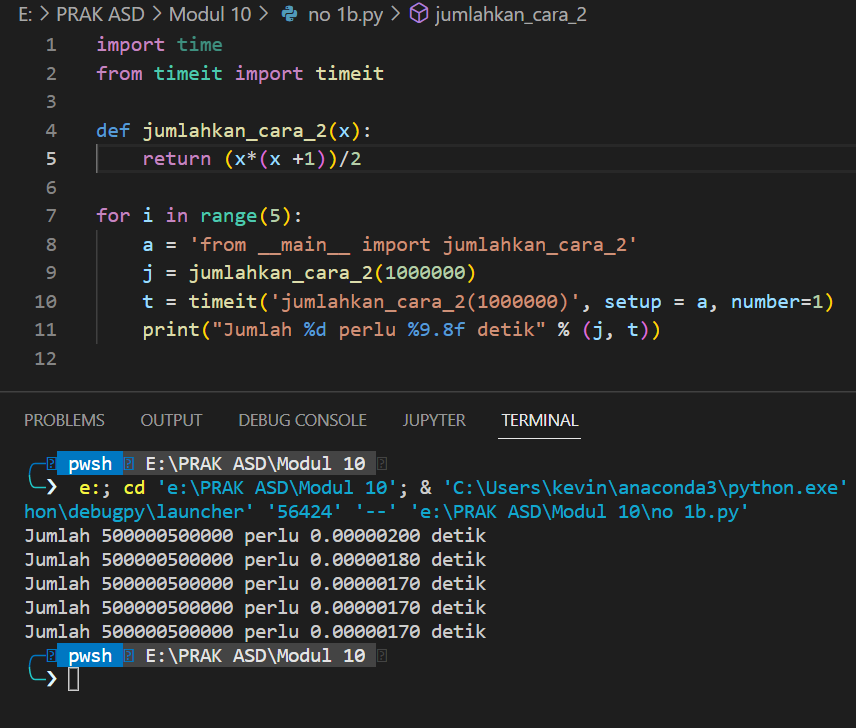 E: > PRAK ASD > Modul 10 > no 1b.py > jumlahkan_cara_2
1 import time
2 from timeit import timeit
3
4 def jumlahkan_cara_2(x):
5     return (x*(x +1))/2
6
7 for i in range(5):
8     a = 'from __main__ import jumlahkan_cara_2'
9     j = jumlahkan_cara_2(1000000)
10     t = timeit('jumlahkan_cara_2(1000000)', setup = a, number=1)
11     print("Jumlah %d perlu %9.8f detik" % (j, t))
12
PROBLEMS OUTPUT DEBUG CONSOLE JUPYTER TERMINAL
pwsh E:\PRAK ASD\Modul 10
❯ e:; cd 'e:\PRAK ASD\Modul 10'; & 'C:\Users\kevin\anaconda3\python.exe'
hon\debugpy\launcher' '56424' '--' 'e:\PRAK ASD\Modul 10\no 1b.py'
Jumlah 500000500000 perlu 0.00000200 detik
Jumlah 500000500000 perlu 0.00000180 detik
Jumlah 500000500000 perlu 0.00000170 detik
Jumlah 500000500000 perlu 0.00000170 detik
Jumlah 500000500000 perlu 0.00000170 detik
pwsh E:\PRAK ASD\Modul 10
❯